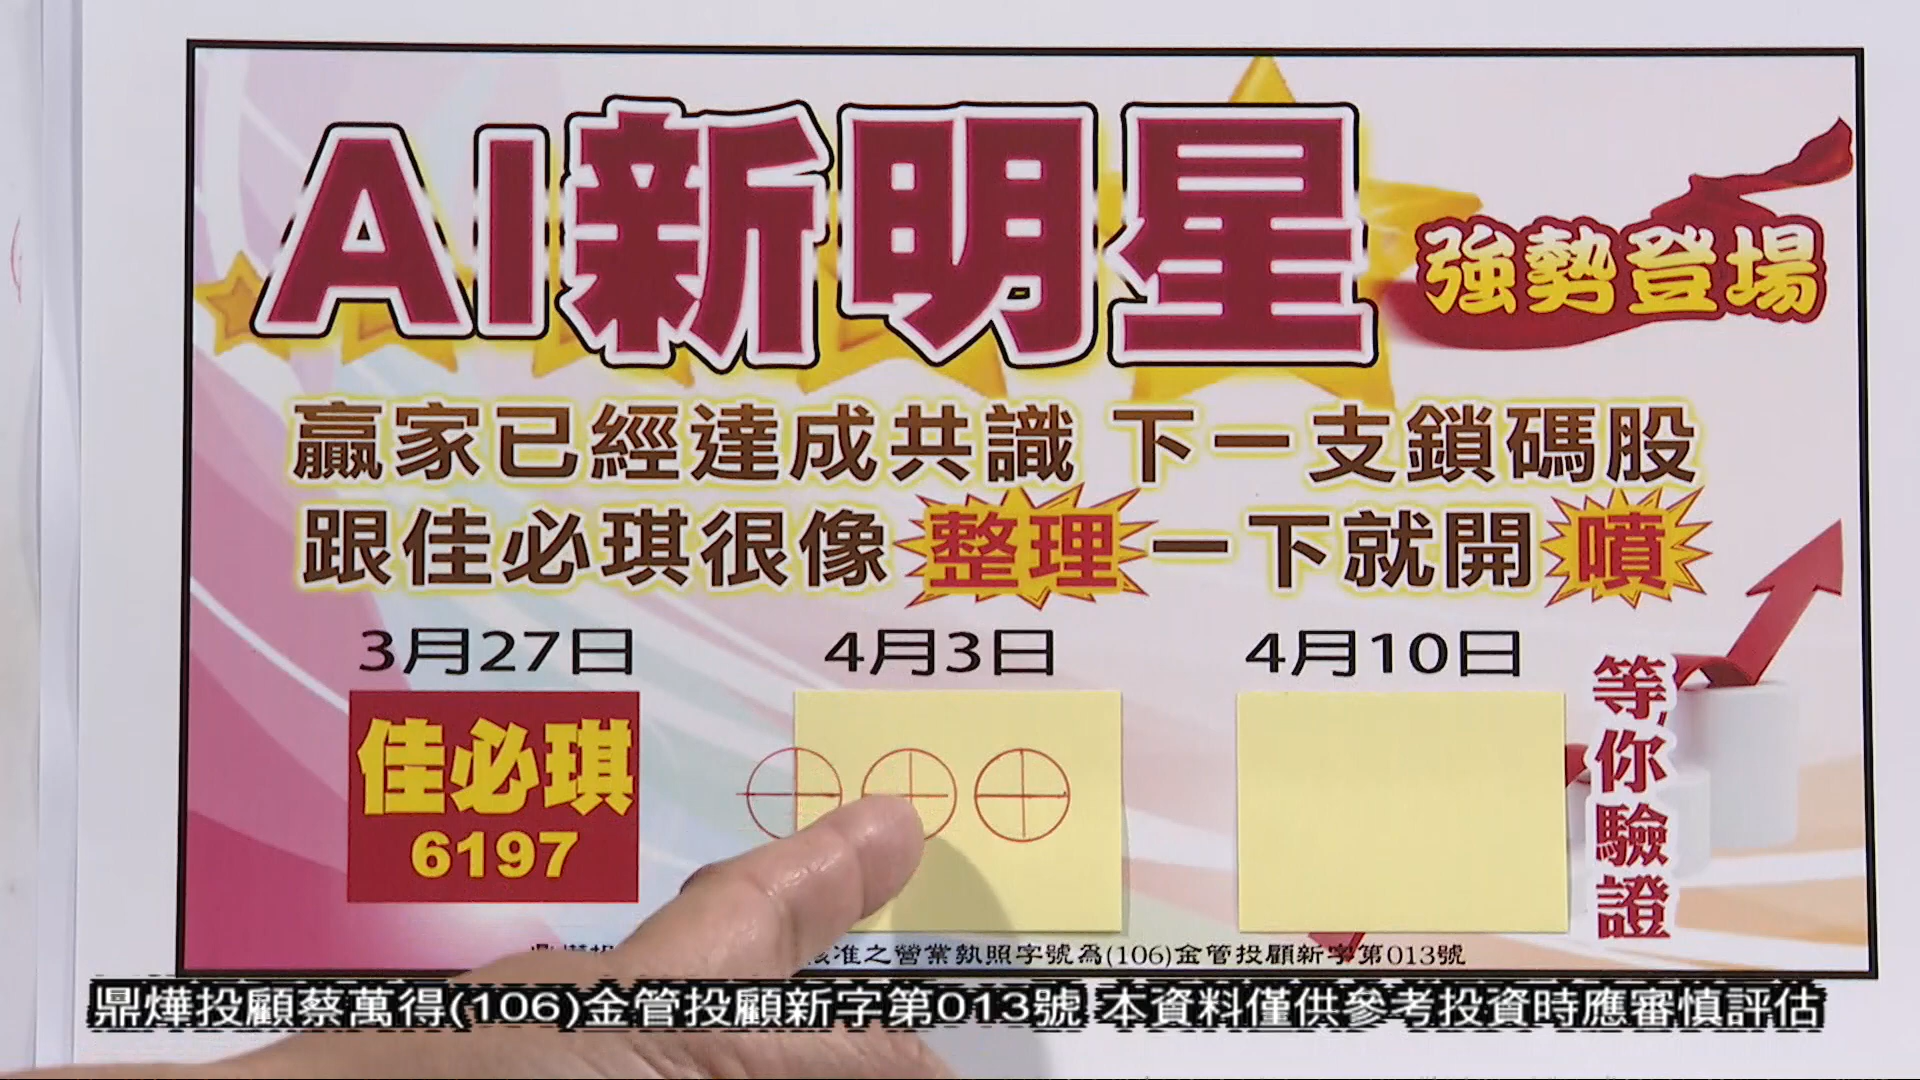 AI新明星
強勢登場
贏家已經達成共識 下一支鎖碼股
跟佳必琪很像整理一下就開噴
3月27日
4月3日
4月10日
佳必琪
6197
等你驗證
准之營業執照字號為(106)金管投顧新字第013號
鼎燁投顧蔡萬得(106)金管投顧新字第013號 本資料僅供參考投資時應審慎評估